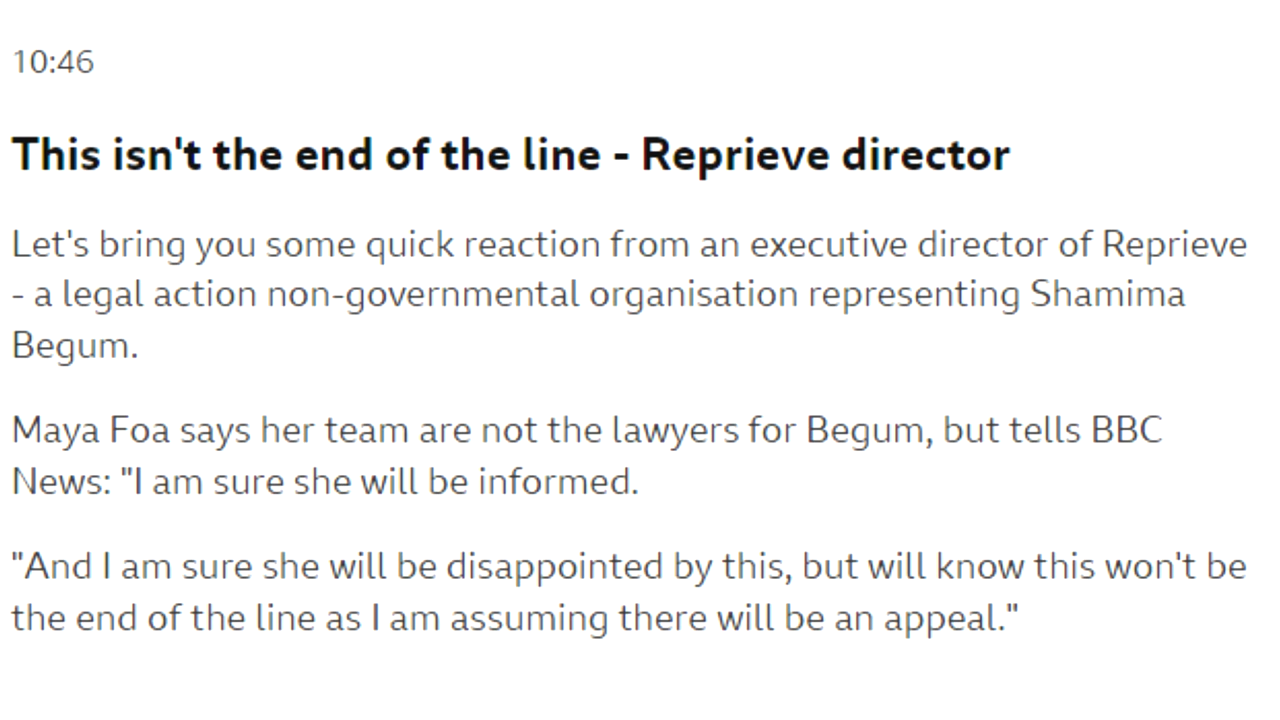 10:46
This isn't the end of the line - Reprieve director
Let's bring you some quick reaction from an executive director of Reprieve
- a legal action non-governmental organisation representing Shamima
Begum.
Maya Foa says her team are not the lawyers for Begum, but tells BBC
News: "I am sure she will be informed.
"And I am sure she will be disappointed by this, but will know this won't be
the end of the line as I am assuming there will be an appeal."